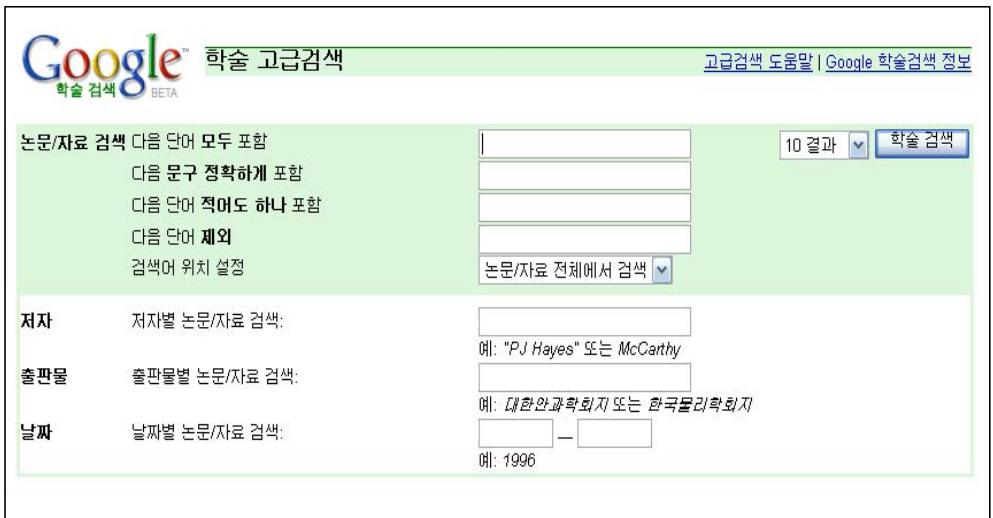 Google™ 학술 고급검색
학술 검색 BETA
고급검색 도움말 | Google 학술검색 정보
논문/자료 검색 다음 단어 모두 포함 10 결과 학술 검색
다음 문구 정확하게 포함
다음 단어 적어도 하나 포함
다음 단어 제외
검색어 위치 설정 논문/자료 전체에서 검색
저자 저자별 논문/자료 검색:
예: "PJ Hayes" 또는 McCarthy
출판물 출판물별 논문/자료 검색:
예: 대한안과학회지 또는 한국물리학회지
날짜 날짜별 논문/자료 검색: —
예: 1996